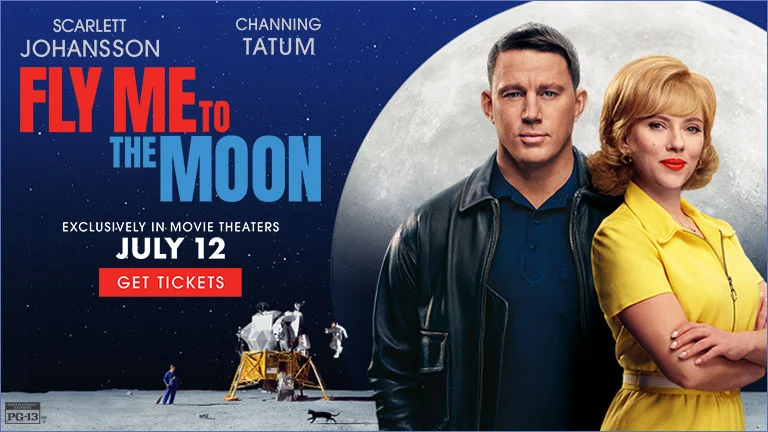 SCARLETT
JOHANSSON
CHANNING
TATUM
FLY ME TO
THE MOON
EXCLUSIVELY IN MOVIE THEATERS
JULY 12
GET TICKETS
PG-13